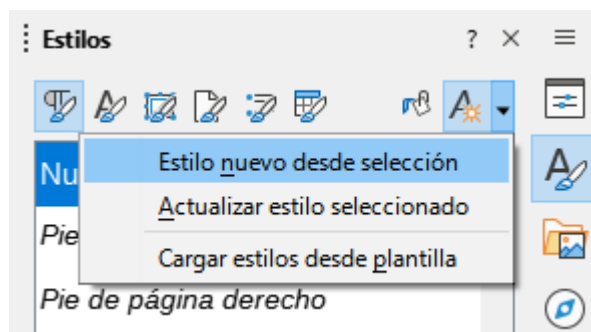 Estilos
Nu
Estilo nuevo desde selección
Actualizar estilo seleccionado
Pie
Cargar estilos desde plantilla
Pie de página derecho